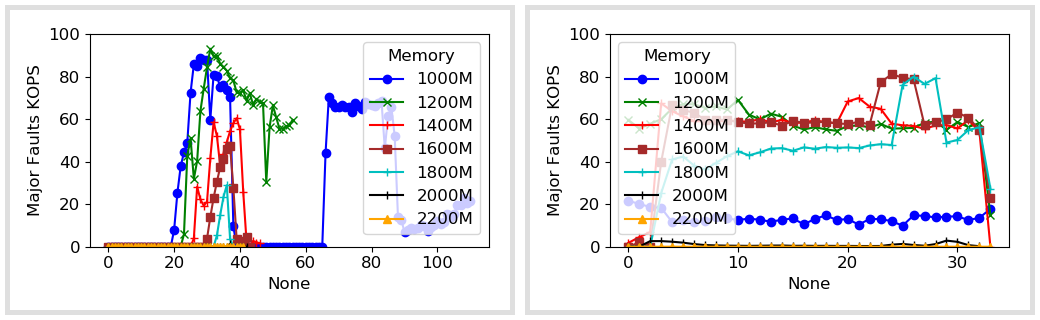 Major Faults KOPS
100
80
60
40
20
0
0 20 40 60 80 100
None
Memory
1000M
1200M
1400M
1600M
1800M
2000M
2200M
Major Faults KOPS
100
80
60
40
20
0
0 10 20 30
None
Memory
1000M
1200M
1400M
1600M
1800M
2000M
2200M